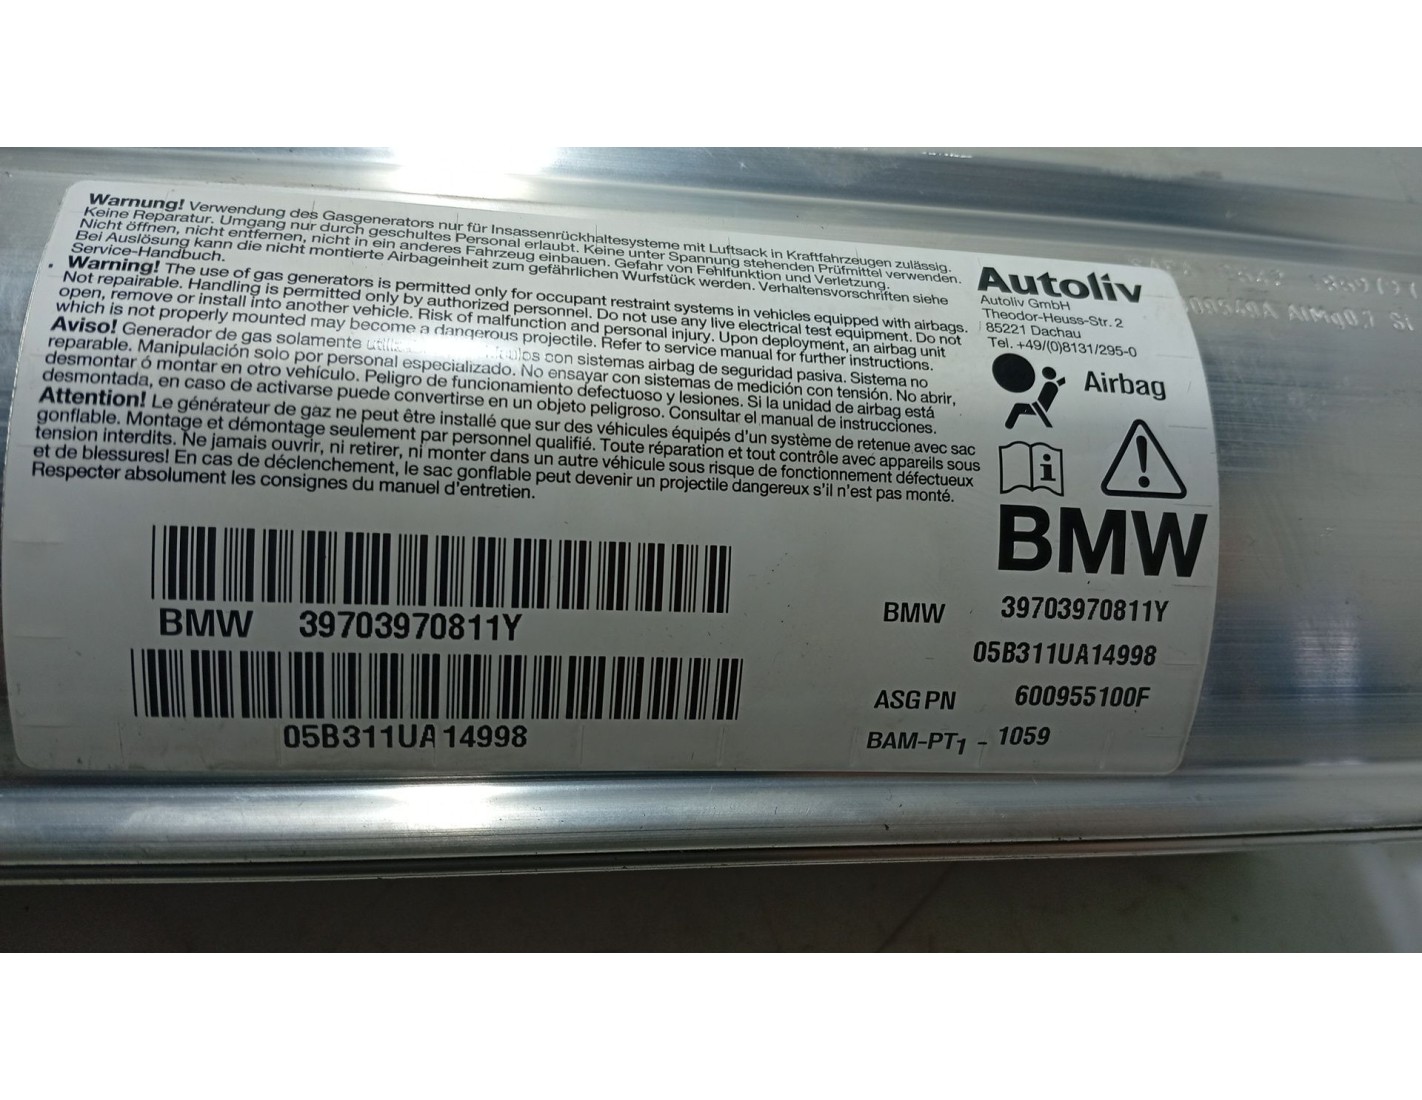 Warnung! Verwendung des Gasgenerators nur für Insassenrückhaltesysteme mit Luftsack in Kraftfahrzeugen zulässig.
Keine Reparatur. Umgang nur durch geschultes Personal erlaubt. Keine unter Spannung stehenden Prüfmittel verwenden.
Nicht öffnen, nicht entfernen, nicht in ein anderes Fahrzeug einbauen. Gefahr von Fehlfunktion und Verletzung.
Bei Auslösung kann die nicht montierte Airbageinheit zum gefährlichen Wurfstück werden. Verhaltensvorschriften siehe
Service-Handbuch.
Warning! The use of gas generators is permitted only for occupant restraint systems in vehicles equipped with airbags.
Not repairable. Handling is permitted only by authorized personnel. Do not use any live electrical test equipment. Do not
open, remove or install into another vehicle. Risk of malfunction and personal injury. Upon deployment, an airbag unit
which is not properly mounted may become a dangerous projectile. Refer to service manual for further instructions.
Aviso! Generador de gas solamente con sistemas airbag de seguridad pasiva. Sistema no
reparable. Manipulación solo por personal especializado. No ensayar con sistemas de medición con tensión. No abrir,
desmontar ó montar en otro vehículo. Peligro de funcionamiento defectuoso y lesiones. Si la unidad de airbag está
desmontada, en caso de activarse puede convertirse en un objeto peligroso. Consultar el manual de instrucciones.
Attention! Le générateur de gaz ne peut être installé que sur des véhicules équipés d'un système de retenue avec sac
gonflable. Montage et démontage seulement par personnel qualifié. Toute réparation et tout contrôle avec appareils sous
tension interdits. Ne jamais ouvrir, ni retirer, ni monter dans un autre véhicule sous risque de fonctionnement défectueux
et de blessures! En cas de déclenchement, le sac gonflable peut devenir un projectile dangereux s'il n'est pas monté.
Respecter absolument les consignes du manuel d'entretien.
Autoliv
Autoliv GmbH
Theodor-Heuss-Str. 2
85221 Dachau
Tel. +49/(0)8131/295-0
Airbag
BMW
BMW 39703970811Y
05B311UA14998
BMW 39703970811Y
05B311UA14998
ASG PN 600955100F
BAM-PT1 - 1059